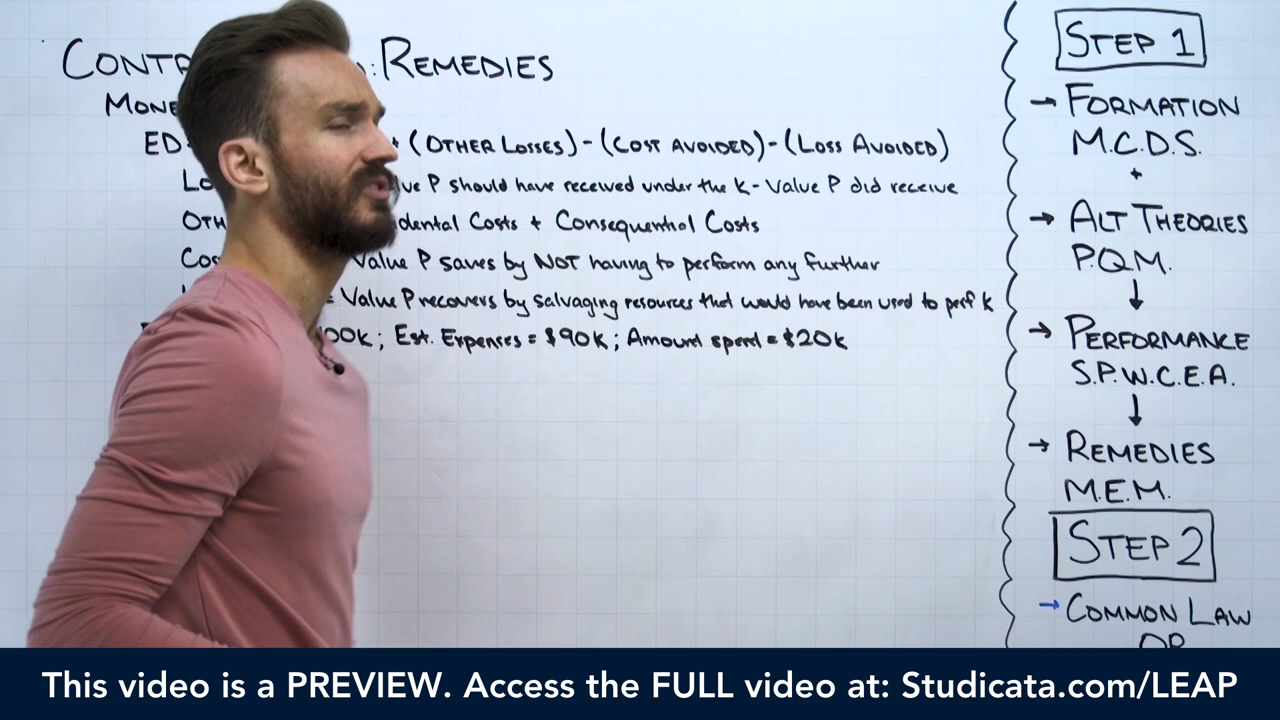 CONT : REMEDIES
MONE
ED + (OTHER LOSSES) - (COST AVOIDED) - (LOSS AVOIDED)
Lo ue P should have received under the K - Value P did receive
OTH dental Costs + Consequential Costs
Cos Value P saves by NOT having to perform any further
= Value P recovers by salvaging resources that would have been used to perf K
00k; Est. Expenses = $90k; Amount spend = $20k
STEP 1
→ FORMATION
M.C.D.S.
+
→ ALT THEORIES
P.Q.M.
↓
→ PERFORMANCE
S.P.W.C.E.A.
↓
→ REMEDIES
M.E.M.
STEP 2
→ COMMON LAW
OR
This video is a PREVIEW. Access the FULL video at: Studicata.com/LEAP